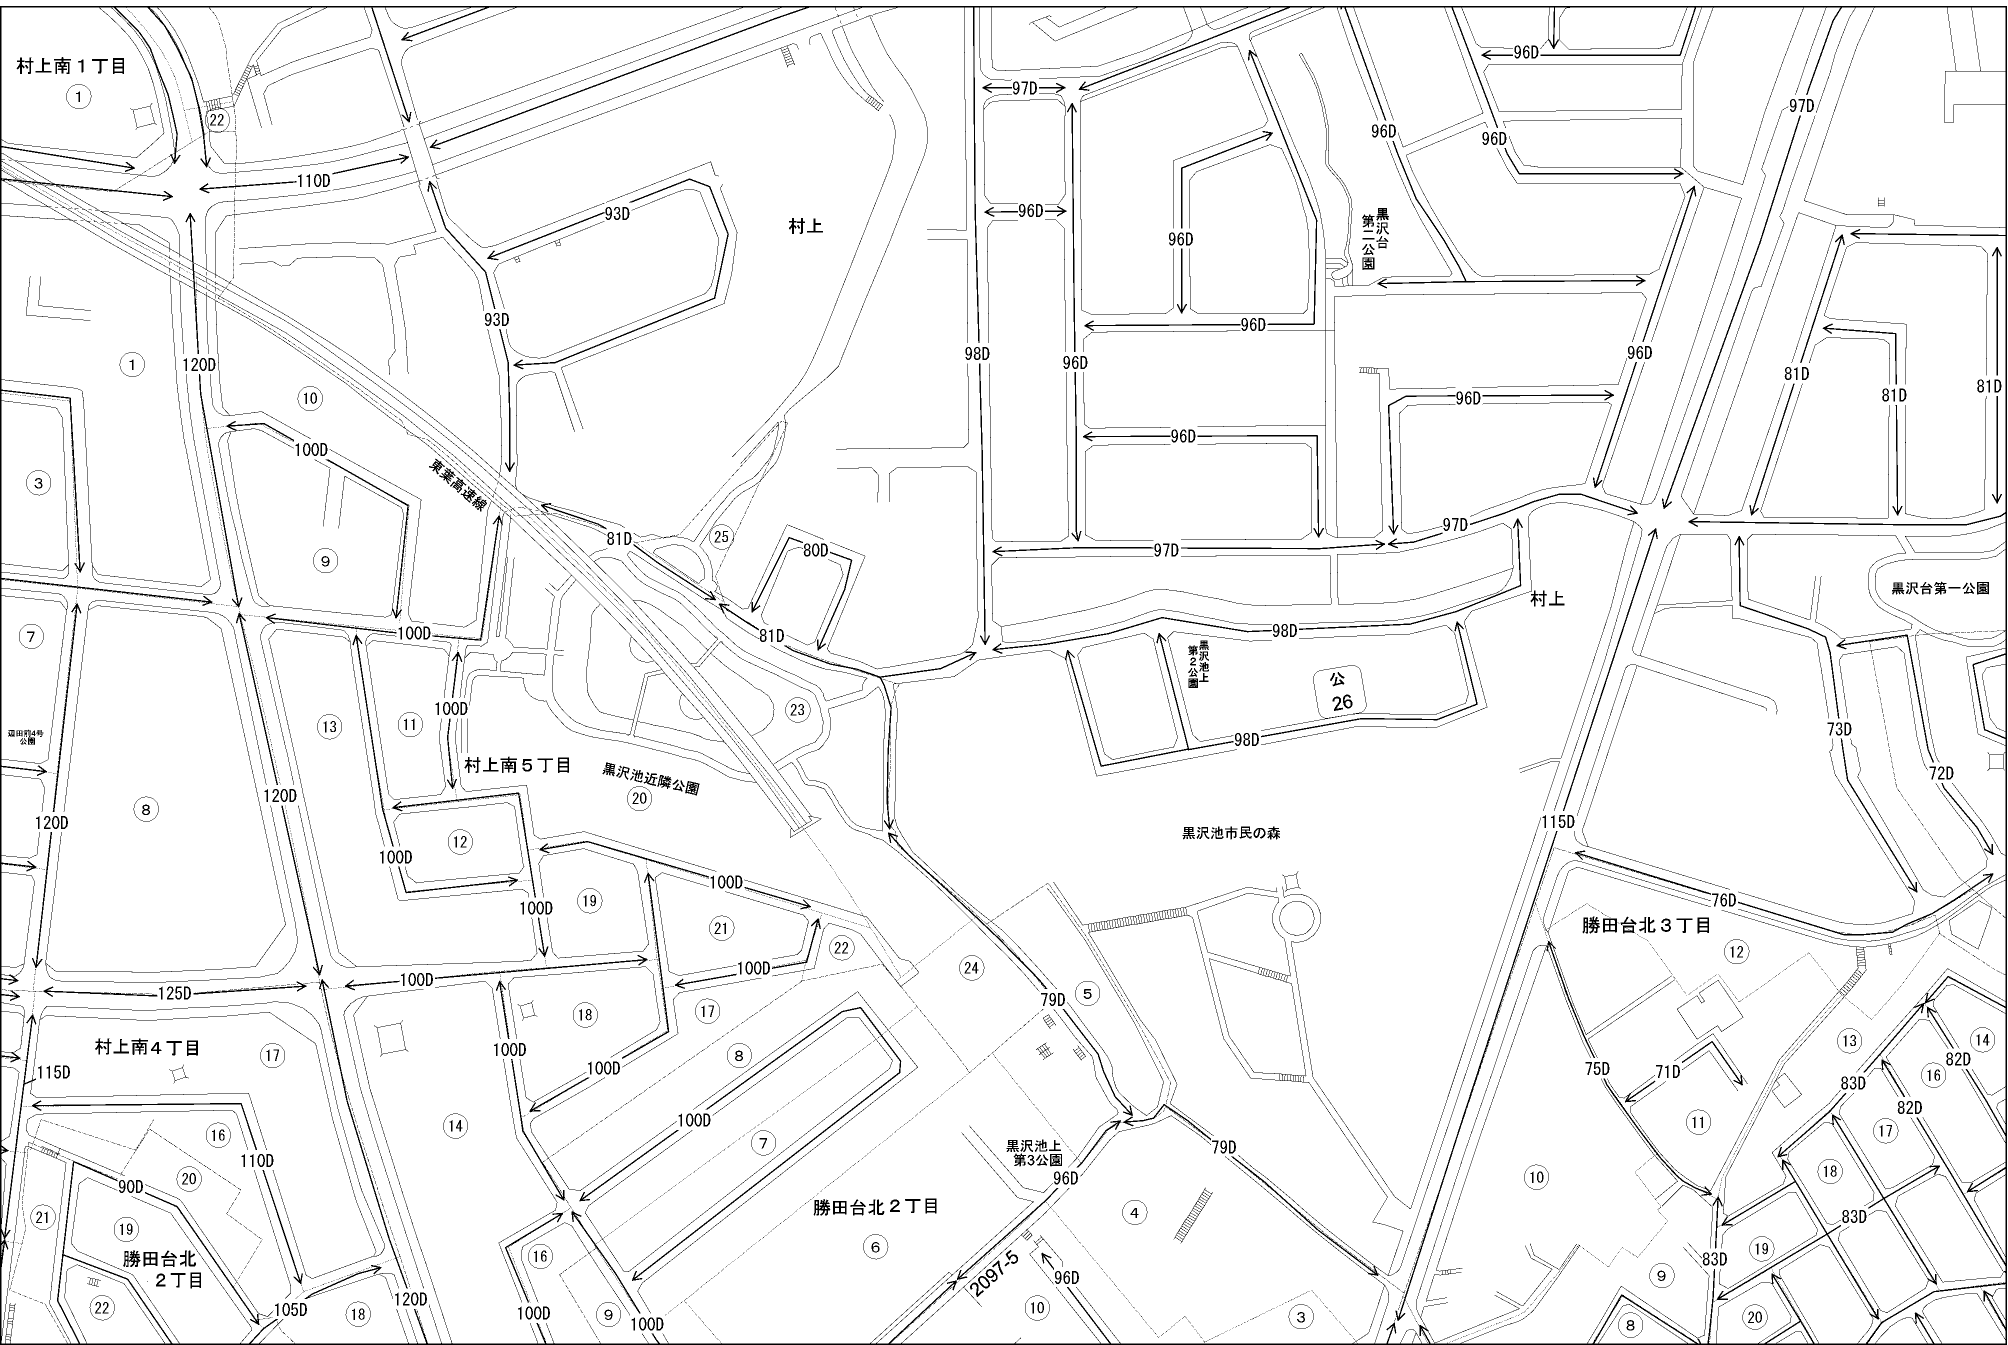 村上南１丁目
1
22
110D
93D
93D
村上
120D
1
10
100D
東葉高速線
3
9
100D
7
辺田前4号
公園
13
11
100D
村上南５丁目
黒沢池近隣公園
20
120D
120D
8
12
100D
100D
19
100D
21
22
125D
100D
100D
18
17
100D
100D
村上南４丁目
17
115D
16
110D
14
20
90D
21
19
勝田台北
２丁目
22
105D
18
120D
16
100D
9
100D
8
100D
7
勝田台北２丁目
6
2097-5
25
81D
80D
81D
23
24
79D
5
黒沢池上
第3公園
96D
79D
4
96D
10
3
97D
96D
98D
96D
96D
96D
96D
97D
黒沢台
第二公園
96D
96D
96D
97D
96D
96D
97D
81D
81D
81D
村上
98D
黒沢池上
第２公園
公
26
98D
黒沢池市民の森
115D
黒沢台第一公園
73D
72D
76D
勝田台北３丁目
12
75D
71D
11
13
14
82D
16
83D
82D
17
18
10
83D
19
83D
9
20
8